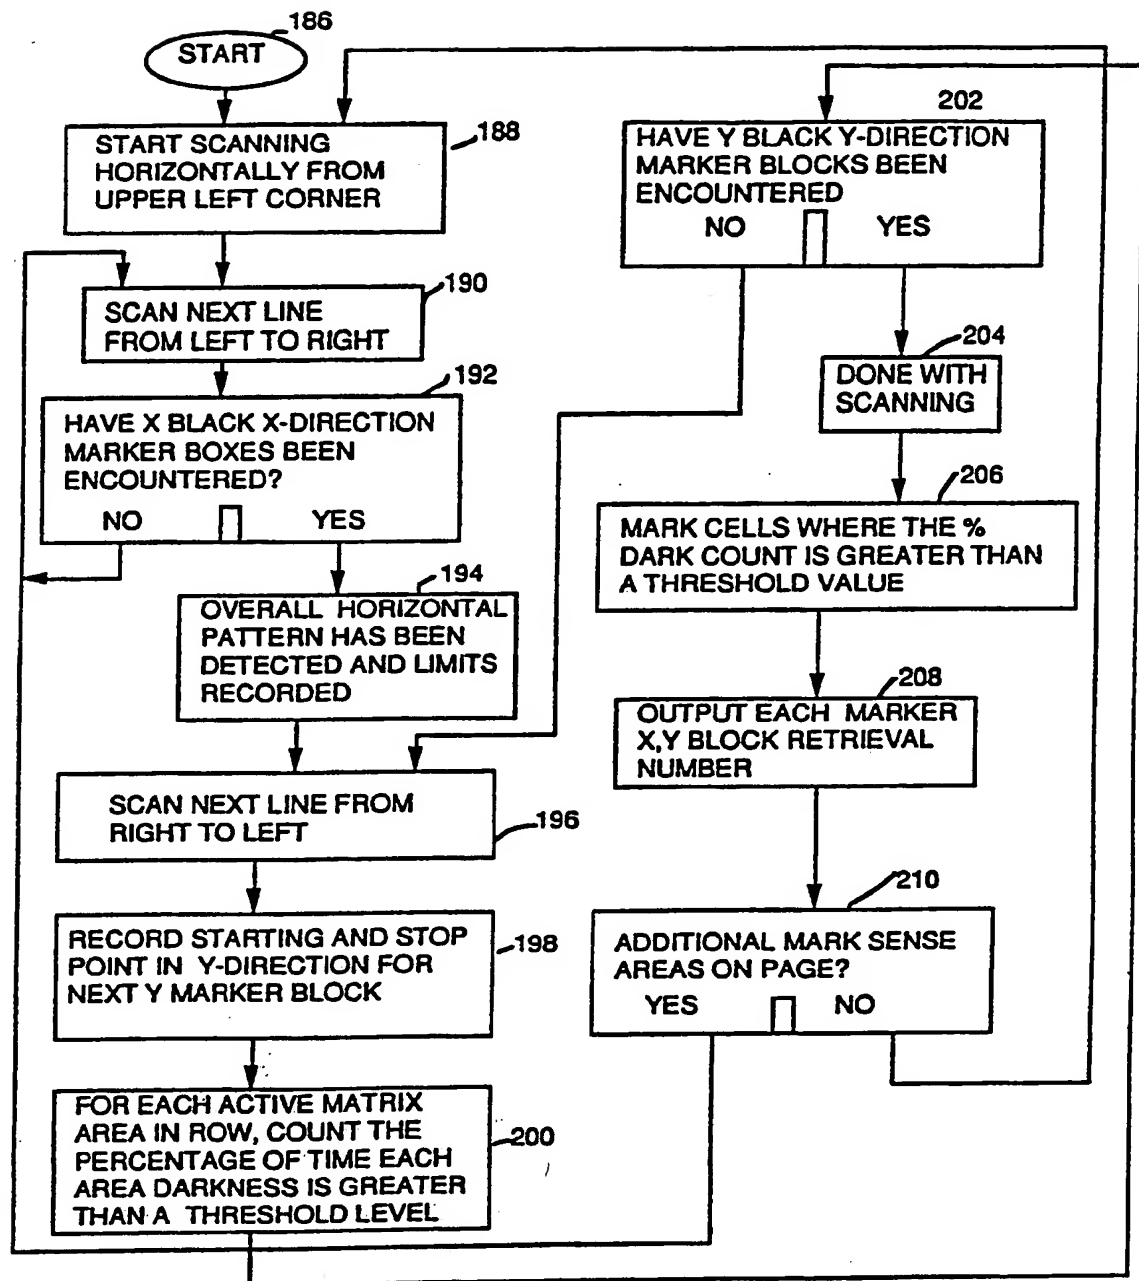 186
START
188
START SCANNING
HORIZONTALLY FROM
UPPER LEFT CORNER
190
SCAN NEXT LINE
FROM LEFT TO RIGHT
192
HAVE X BLACK X-DIRECTION
MARKER BOXES BEEN
ENCOUNTERED?
NO YES
194
OVERALL HORIZONTAL
PATTERN HAS BEEN
DETECTED AND LIMITS
RECORDED
SCAN NEXT LINE FROM
RIGHT TO LEFT
196
RECORD STARTING AND STOP
POINT IN Y-DIRECTION FOR
NEXT Y MARKER BLOCK
198
FOR EACH ACTIVE MATRIX
AREA IN ROW, COUNT THE
PERCENTAGE OF TIME EACH
AREA DARKNESS IS GREATER
THAN A THRESHOLD LEVEL
200
202
HAVE Y BLACK Y-DIRECTION
MARKER BLOCKS BEEN
ENCOUNTERED
NO YES
204
DONE WITH
SCANNING
206
MARK CELLS WHERE THE %
DARK COUNT IS GREATER THAN
A THRESHOLD VALUE
208
OUTPUT EACH MARKER
X,Y BLOCK RETRIEVAL
NUMBER
210
ADDITIONAL MARK SENSE
AREAS ON PAGE?
YES NO